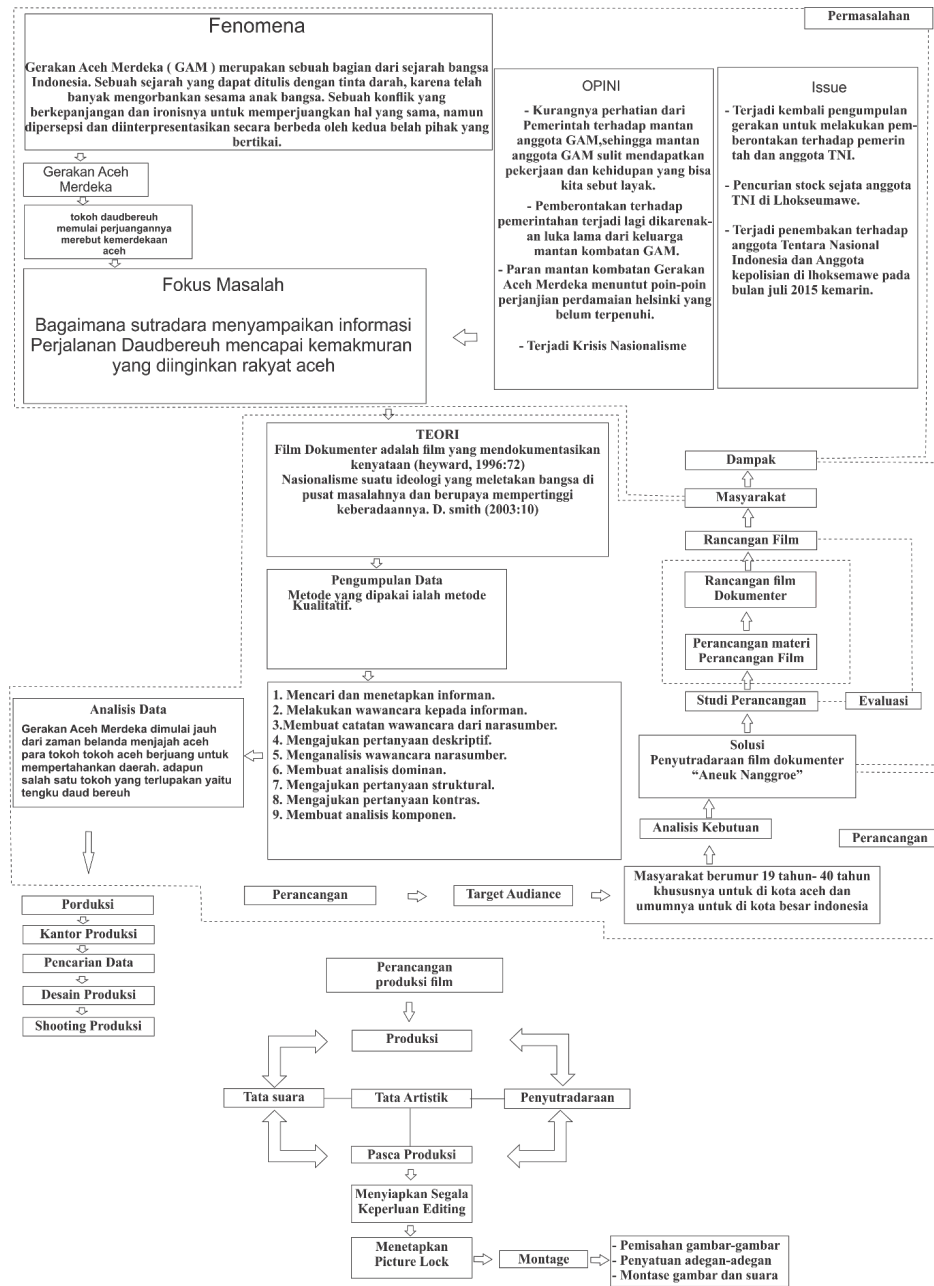 Permasalahan
Fenomena
Gerakan Aceh Merdeka ( GAM ) merupakan sebuah bagian dari sejarah bangsa
Indonesia. Sebuah sejarah yang dapat ditulis dengan tinta darah, karena telah
banyak mengorbankan sesama anak bangsa. Sebuah konflik yang
berkepanjangan dan ironisnya untuk memperjuangkan hal yang sama, namun
dipersepsi dan diinterpresentasikan secara berbeda oleh kedua belah pihak yang
bertikai.
Gerakan Aceh
Merdeka
tokoh daudbereuh
memulai perjuangannya
merebut kemerdekaan
aceh
Fokus Masalah
Bagaimana sutradara menyampaikan informasi
Perjalanan Daudbereuh mencapai kemakmuran
yang diinginkan rakyat aceh
OPINI
- Kurangnya perhatian dari
Pemerintah terhadap mantan
anggota GAM,sehingga mantan
anggota GAM sulit mendapatkan
pekerjaan dan kehidupan yang bisa
kita sebut layak.
- Pemberontakan terhadap
pemerintahan terjadi lagi dikarenak-
an luka lama dari keluarga
mantan kombatan GAM.
- Paran mantan kombatan Gerakan
Aceh Merdeka menuntut poin-poin
perjanjian perdamaian helsinki yang
belum terpenuhi.
- Terjadi Krisis Nasionalisme
Issue
- Terjadi kembali pengumpulan
gerakan untuk melakukan pem-
berontakan terhadap pemerin
tah dan anggota TNI.
- Pencurian stock sejata anggota
TNI di Lhokseumawe.
- Terjadi penembakan terhadap
anggota Tentara Nasional
Indonesia dan Anggota
kepolisian di lhoksemawe pada
bulan juli 2015 kemarin.
TEORI
Film Dokumenter adalah film yang mendokumentasikan
kenyataan (heyward, 1996:72)
Nasionalisme suatu ideologi yang meletakan bangsa di
pusat masalahnya dan berupaya mempertinggi
keberadaannya. D. smith (2003:10)
Pengumpulan Data
Metode yang dipakai ialah metode
Kualitatif.
1. Mencari dan menetapkan informan.
2. Melakukan wawancara kepada informan.
3.Membuat catatan wawancara dari narasumber.
4. Mengajukan pertanyaan deskriptif.
5. Menganalisis wawancara narasumber.
6. Membuat analisis dominan.
7. Mengajukan pertanyaan struktural.
8. Mengajukan pertanyaan kontras.
9. Membuat analisis komponen.
Analisis Data
Gerakan Aceh Merdeka dimulai jauh
dari zaman belanda menjajah aceh
para tokoh tokoh aceh berjuang untuk
mempertahankan daerah. adapun
salah satu tokoh yang terlupakan yaitu
tengku daud bereuh
Porduksi
Kantor Produksi
Pencarian Data
Desain Produksi
Shooting Produksi
Dampak
Masyarakat
Rancangan Film
Rancangan film
Dokumenter
Perancangan materi
Perancangan Film
Studi Perancangan
Evaluasi
Solusi
Penyutradaraan film dokumenter
“Aneuk Nanggroe”
Analisis Kebutuan
Perancangan
Perancangan
Target Audiance
Masyarakat berumur 19 tahun- 40 tahun
khususnya untuk di kota aceh dan
umumnya untuk di kota besar indonesia
Perancangan
produksi film
Produksi
Tata suara
Tata Artistik
Penyutradaraan
Pasca Produksi
Menyiapkan Segala
Keperluan Editing
Menetapkan
Picture Lock
Montage
- Pemisahan gambar-gambar
- Penyatuan adegan-adegan
- Montase gambar dan suara